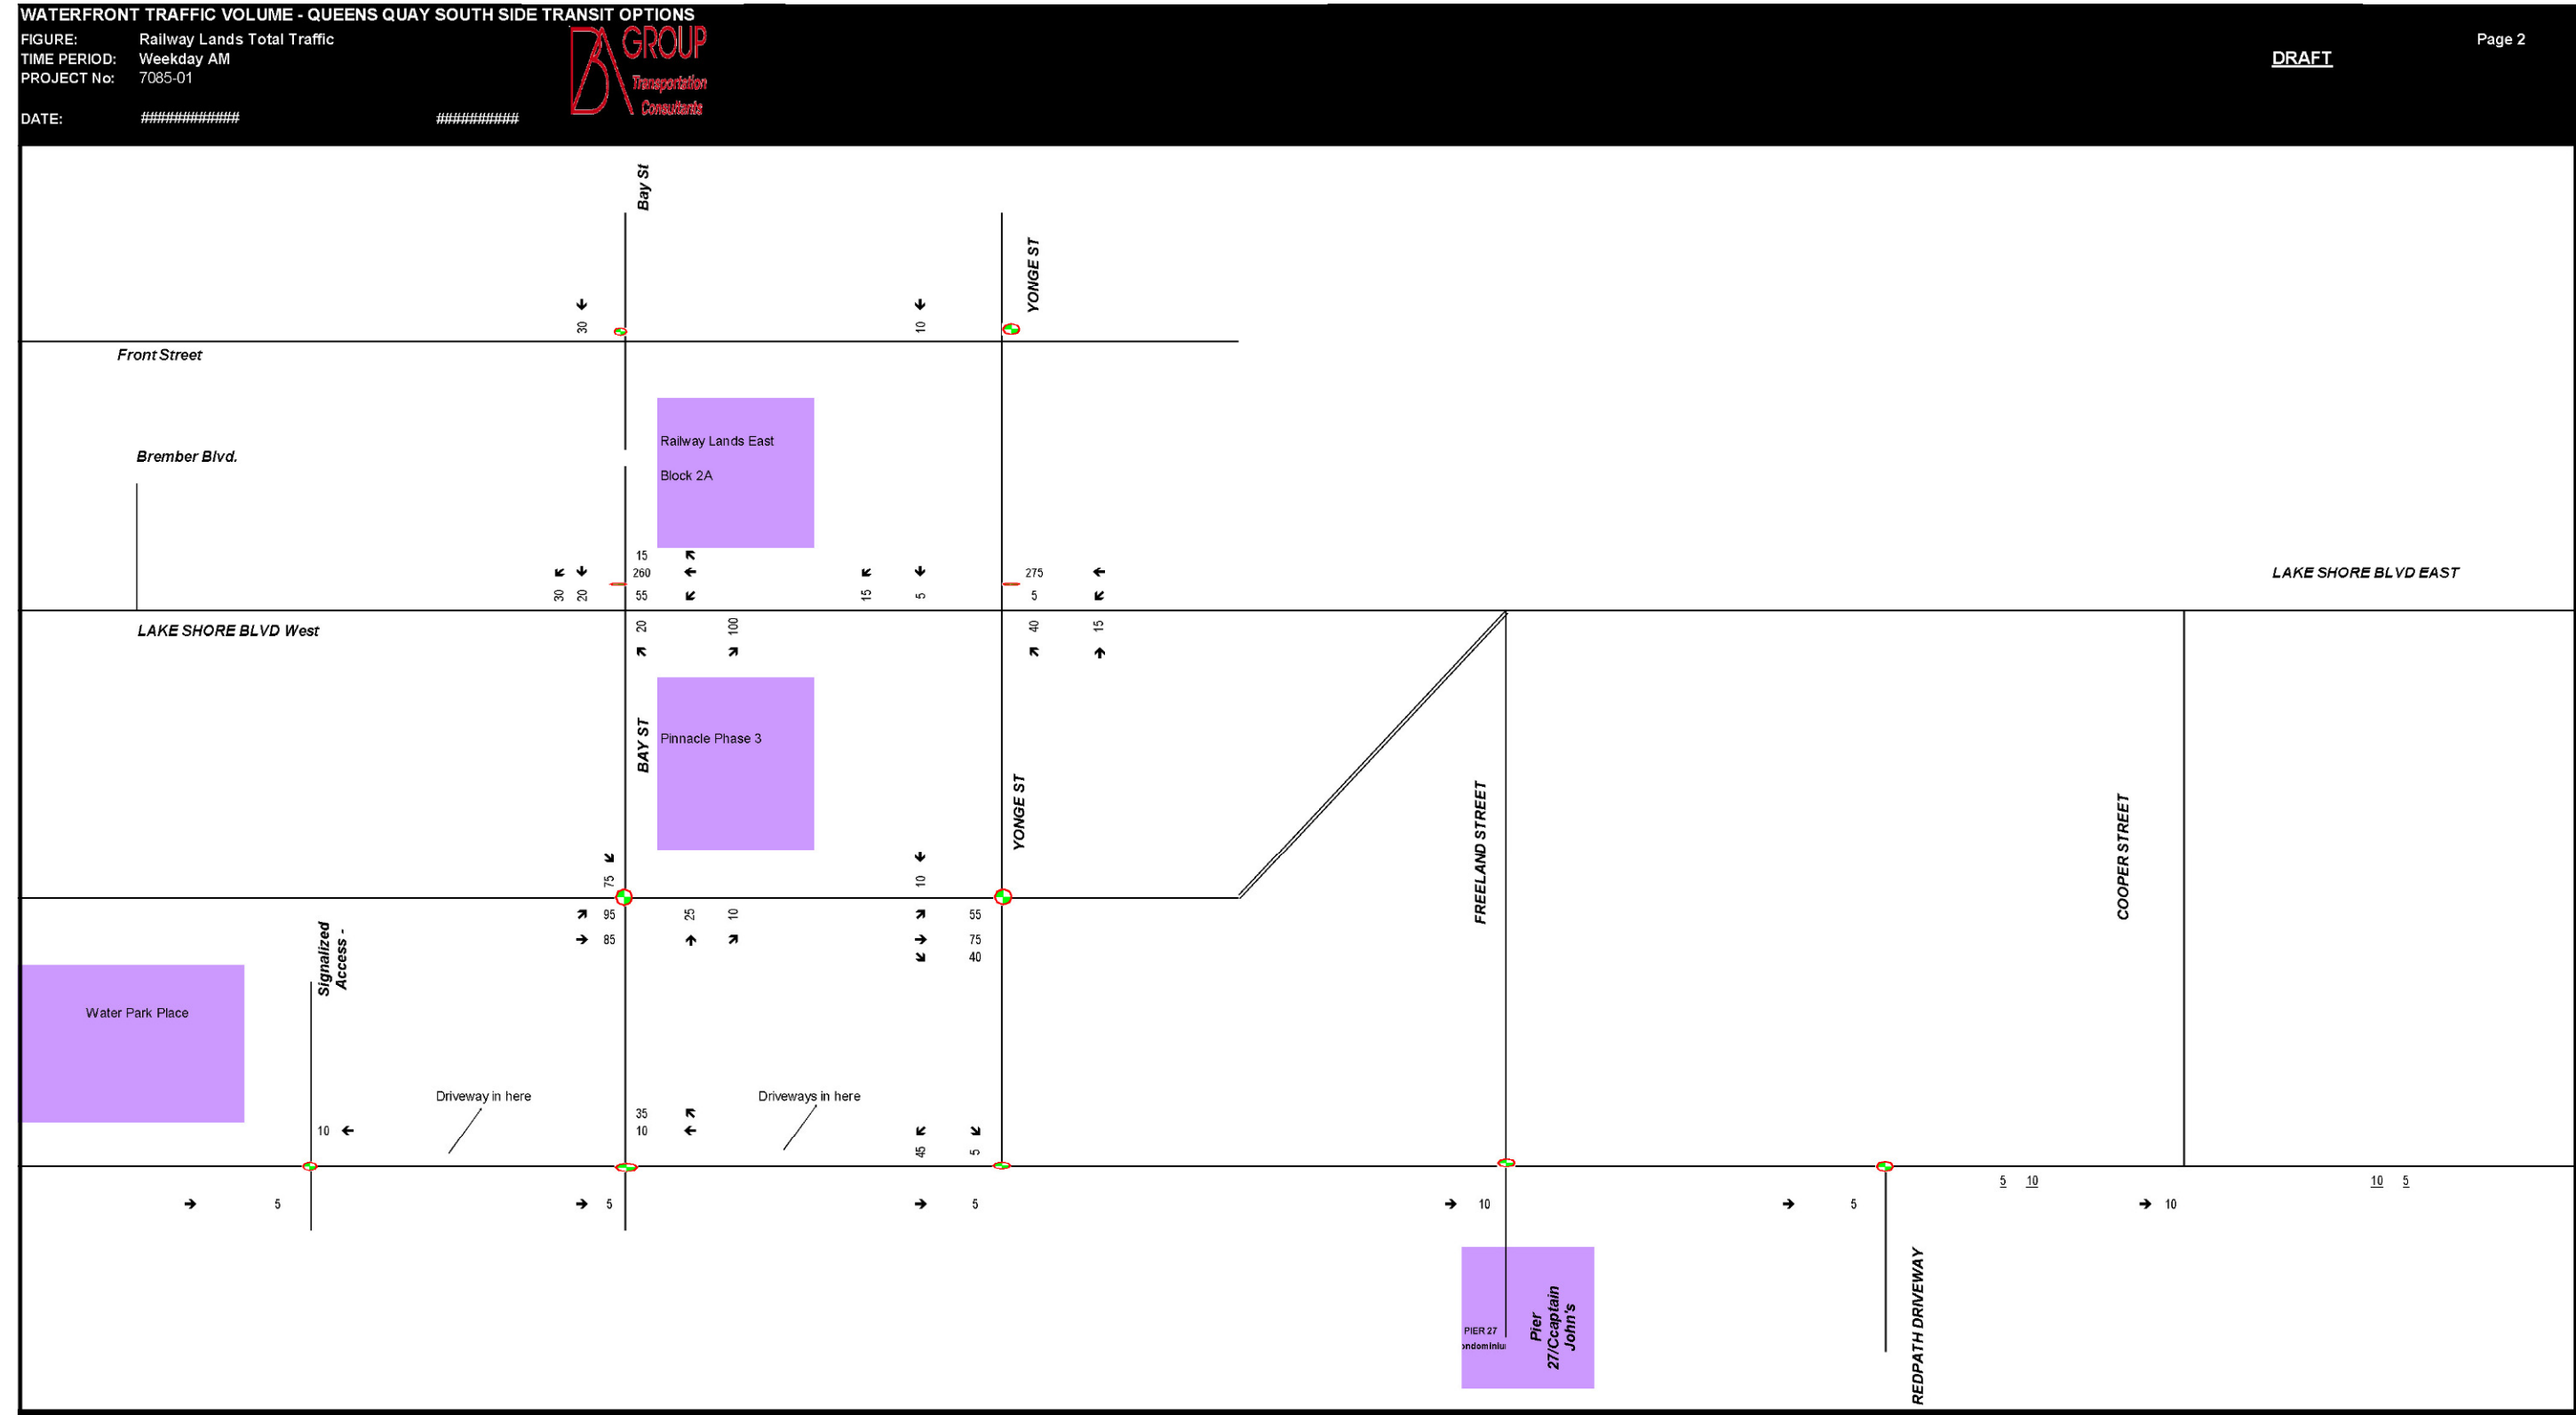 WATERFRONT TRAFFIC VOLUME - QUEENS QUAY SOUTH SIDE TRANSIT OPTIONS
FIGURE: Railway Lands Total Traffic
TIME PERIOD: Weekday AM
PROJECT No: 7085-01
DATE: ############ ##########
BA GROUP
Transportation
Consultants
DRAFT
Page 2
Bay St
YONGE ST
30 10
Front Street
Railway Lands East
Block 2A
Brember Blvd.
15
260 275
30 20 55 15 5 5
LAKE SHORE BLVD EAST
LAKE SHORE BLVD West
20 100 40 15
BAY ST
Pinnacle Phase 3
YONGE ST
FREELAND STREET
COOPER STREET
75 10
95 25 10 55
85 75
40
Signalized
Access -
Water Park Place
Driveway in here
Driveways in here
35
10 10
45 5
5 10 10 5
5 5 5 10 5 10
PIER 27
ondominiu
Pier
27/Ccaptain
John's
REDPATH DRIVEWAY